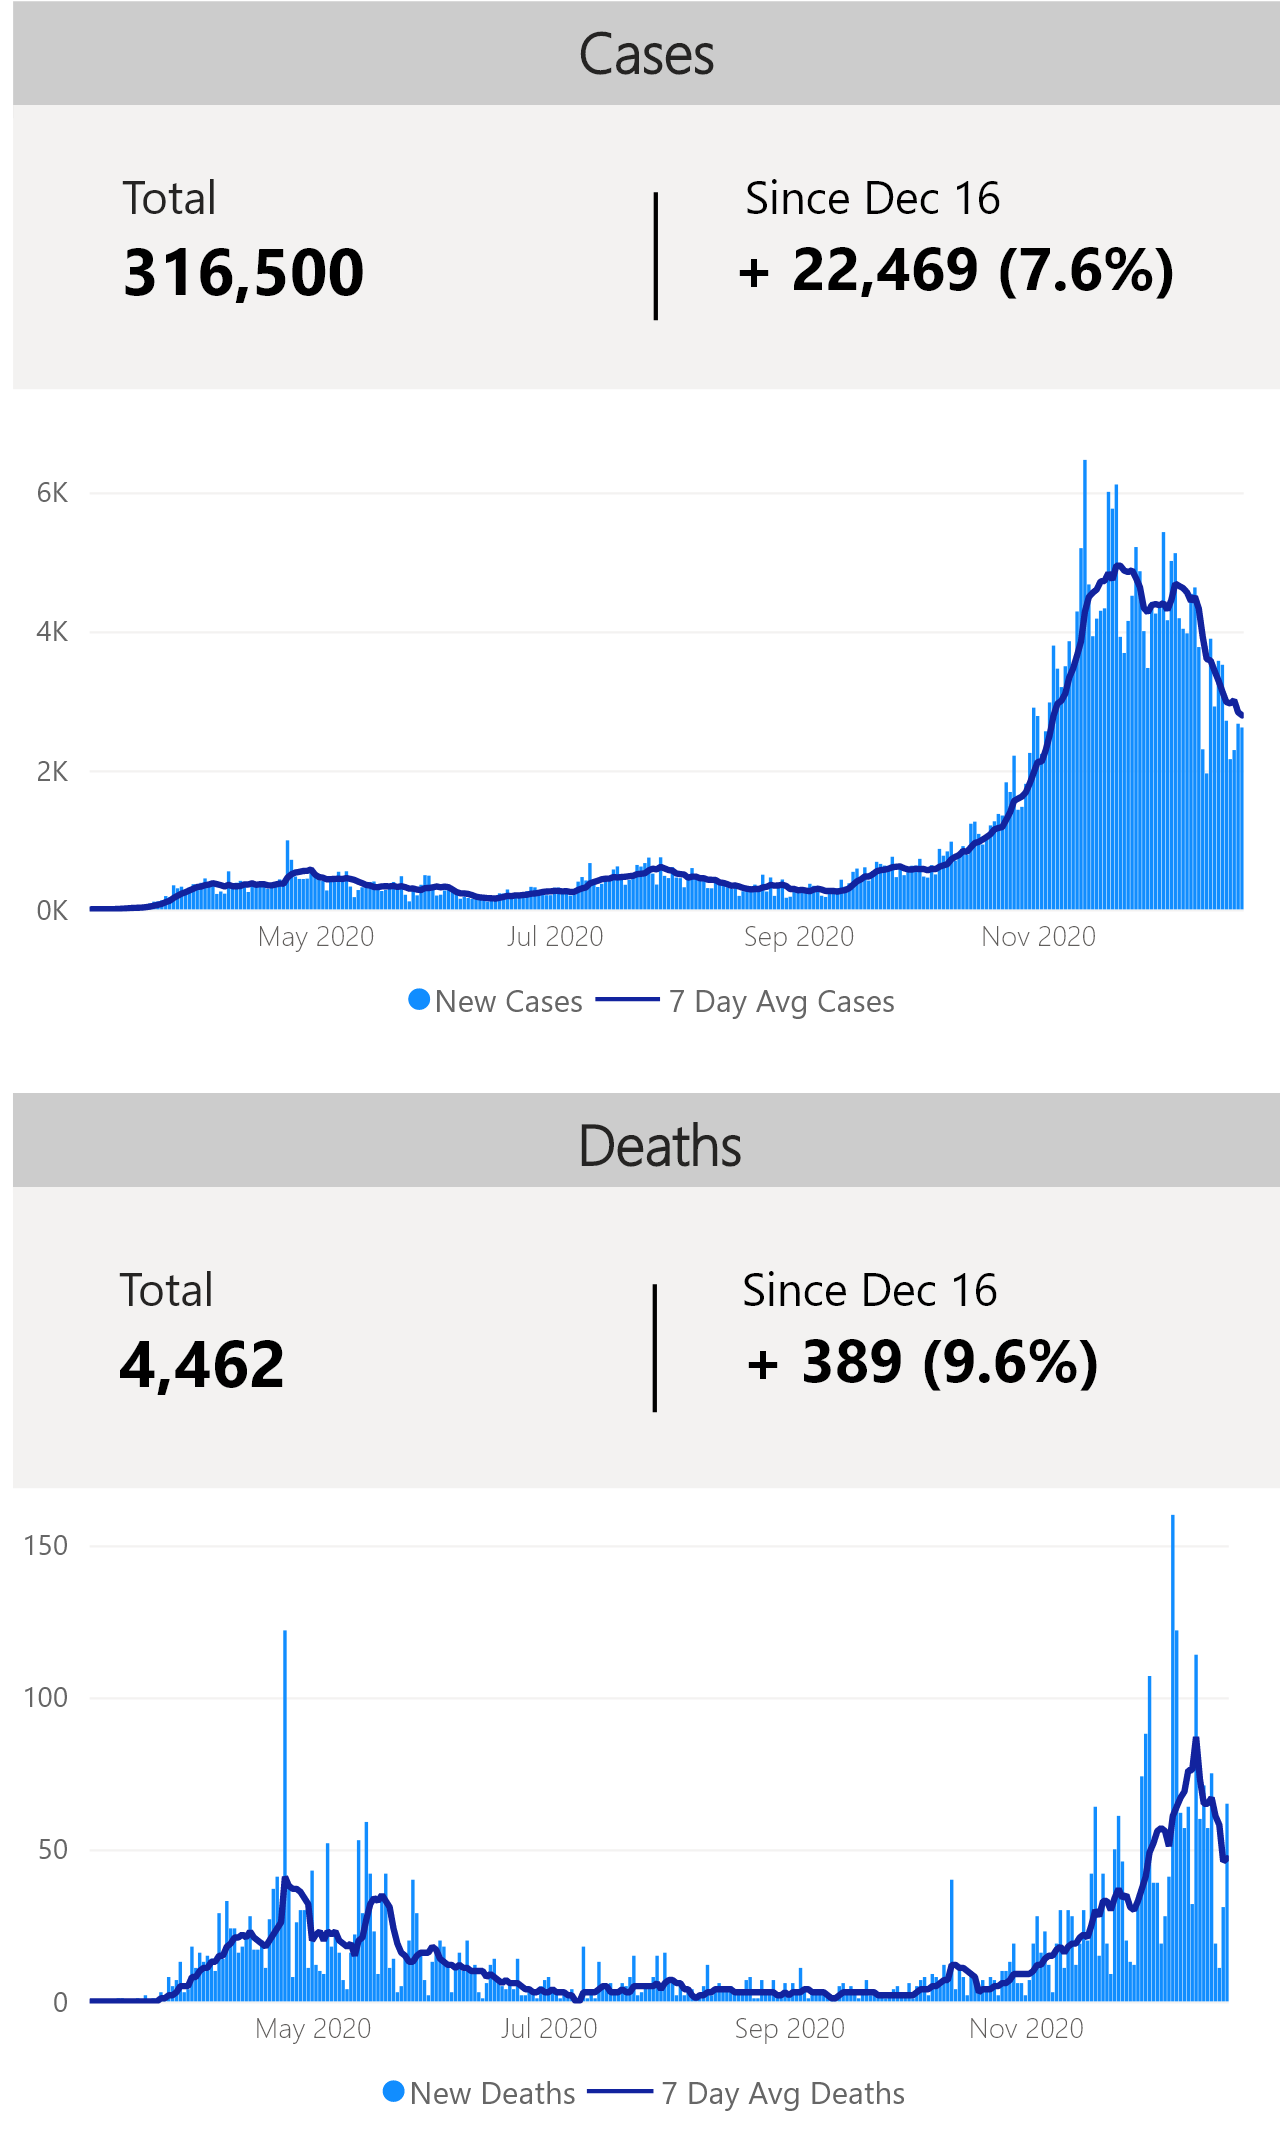 Cases
Total
Since Dec 16
316,500
+ 22,469 (7.6%)
6K
4K
2K
0K
May 2020
Jul 2020
Sep 2020
Nov 2020
New Cases
7 Day Avg Cases
Deaths
Total
Since Dec 16
4,462
+ 389 (9.6%)
150
100
50
0
May 2020
Jul 2020
Sep 2020
Nov 2020
New Deaths
7 Day Avg Deaths